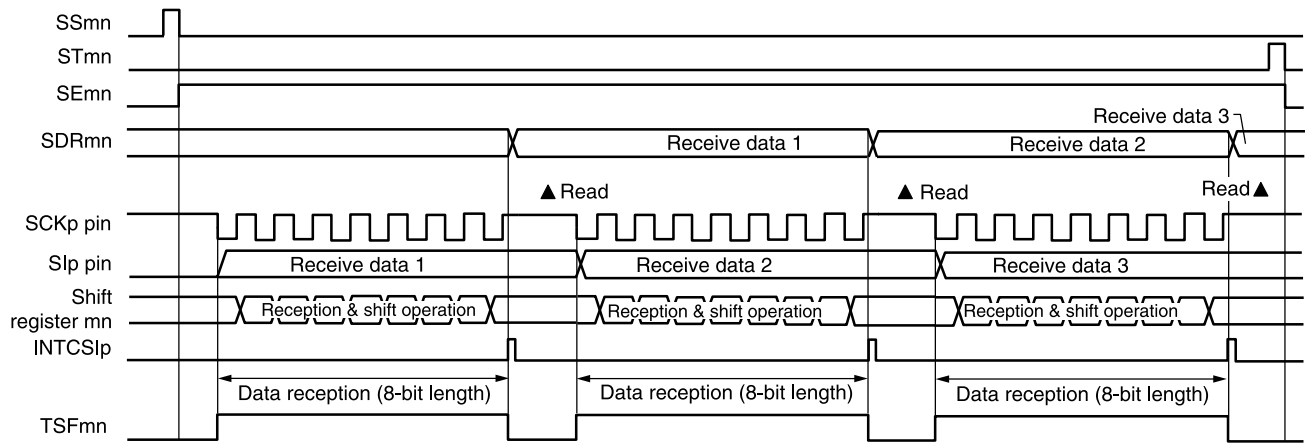 SSmn
STmn
SEmn
Receive data 3
SDRmn
Receive data 1
Receive data 2
▲ Read
▲ Read
Read ▲
SCKp pin
SIp pin
Receive data 1
Receive data 2
Receive data 3
Shift
register mn
Reception & shift operation
Reception & shift operation
Reception & shift operation
INTCSIp
Data reception (8-bit length)
Data reception (8-bit length)
Data reception (8-bit length)
TSFmn